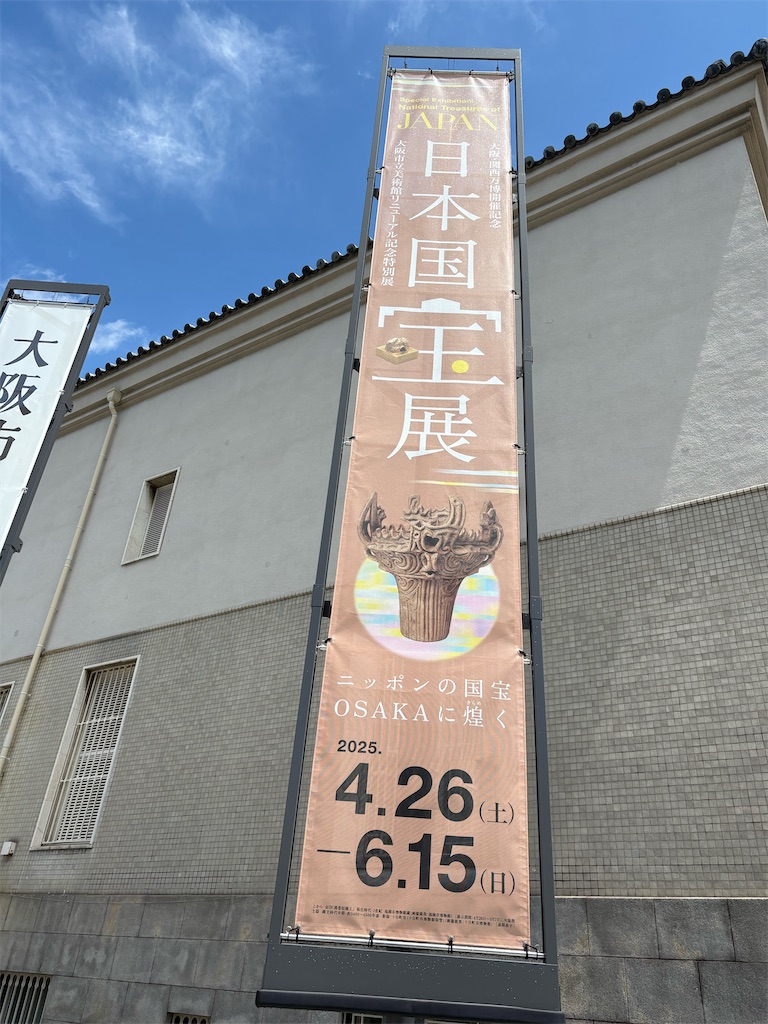 Special Exhibition:
National Treasures of
JAPAN
大阪・関西万博開催記念
大阪市立美術館リニューアル記念特別展
日本国宝展
ニッポンの国宝
OSAKAに煌く
きらめ
2025.
4.26(土)
—6.15(日)
大阪市